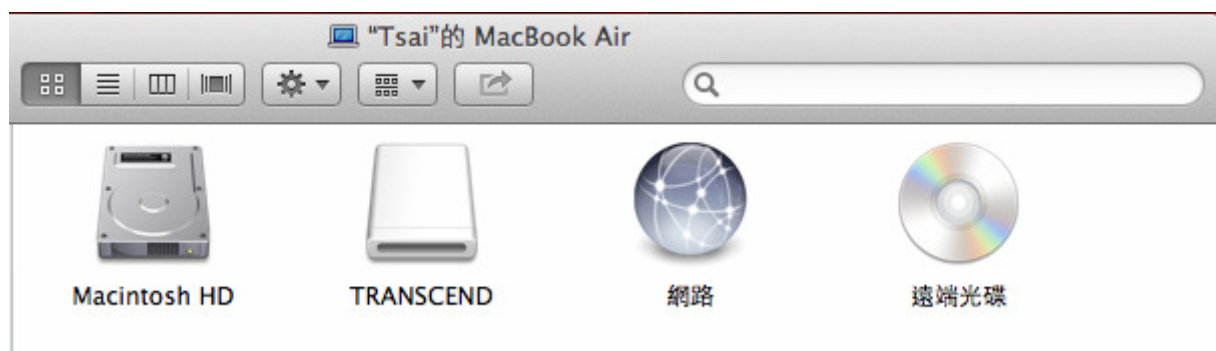 “Tsai”的 MacBook Air
Macintosh HD
TRANSCEND
網路
遠端光碟